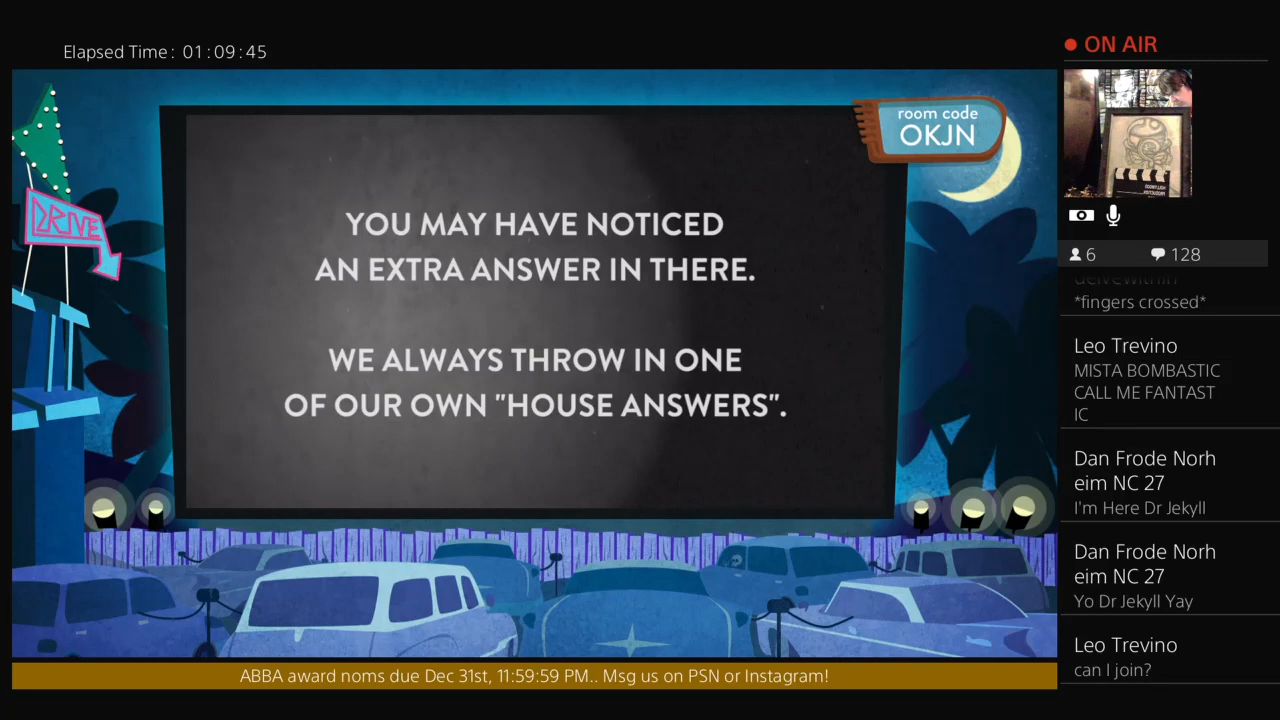 Elapsed Time: 01:09:45
ON AIR
DRIVE
room code
OKJN
YOU MAY HAVE NOTICED
AN EXTRA ANSWER IN THERE.
WE ALWAYS THROW IN ONE
OF OUR OWN "HOUSE ANSWERS".
ABBA award noms due Dec 31st, 11:59:59 PM.. Msg us on PSN or Instagram!
6
128
*fingers crossed*
Leo Trevino
MISTA BOMBASTIC
CALL ME FANTAST
IC
Dan Frode Norh
eim NC 27
I'm Here Dr Jekyll
Dan Frode Norh
eim NC 27
Yo Dr Jekyll Yay
Leo Trevino
can I join?